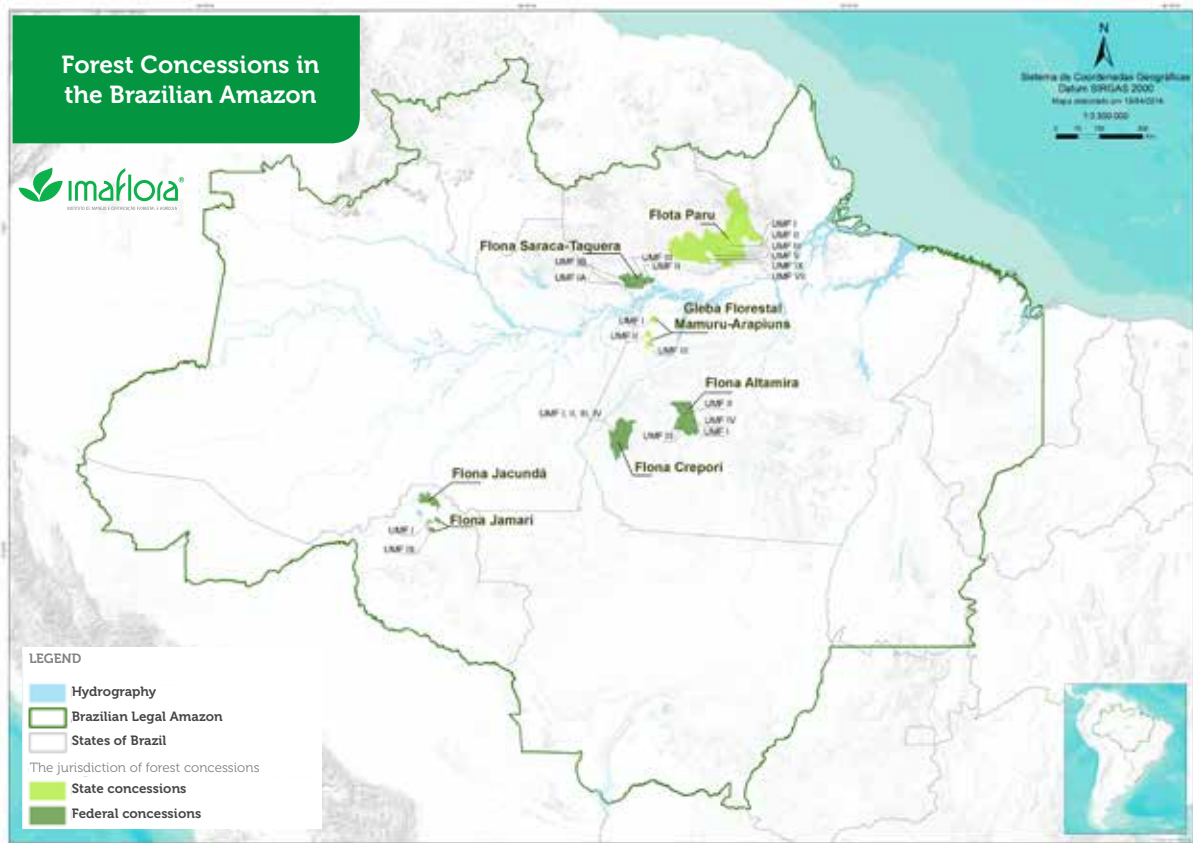 Forest Concessions in
the Brazilian Amazon
imaflora®
N
Sistema de Coordenadas Geográficas
Datum SIRGAS 2000
Flota Paru
UMF I
UMF II
UMF III
UMF V
UMF IX
UMF VII
Flona Saraca-Taquera
UMF IB
UMF III
UMF II
UMF IA
Gleba Florestal
Mamuru-Arapiuns
UMF I
UMF II
UMF III
Flona Altamira
UMF II
UMF IV
UMF I
UMF III
UMF I, II, III, IV
Flona Crepori
Flona Jacundá
Flona Jamari
UMF I
UMF III
LEGEND
Hydrography
Brazilian Legal Amazon
States of Brazil
The jurisdiction of forest concessions
State concessions
Federal concessions